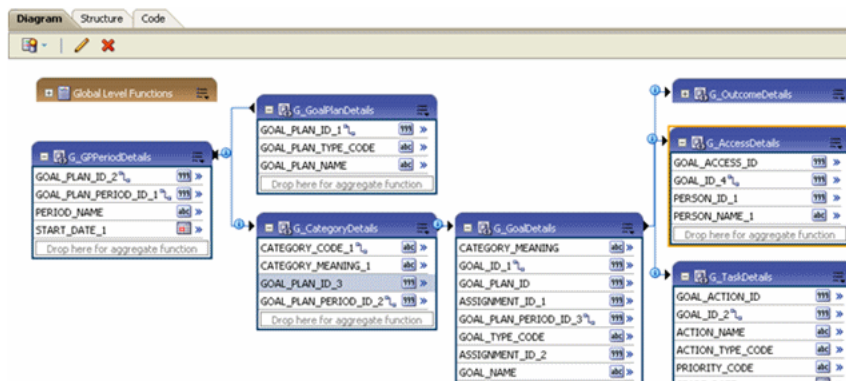 Diagram
Structure
Code
Global Level Functions
G_GPPeriodDetails
GOAL_PLAN_ID_2
GOAL_PLAN_PERIOD_ID_1
PERIOD_NAME
START_DATE_1
Drop here for aggregate function
G_GoalPlanDetails
GOAL_PLAN_ID_1
GOAL_PLAN_TYPE_CODE
GOAL_PLAN_NAME
Drop here for aggregate function
G_CategoryDetails
CATEGORY_CODE_1
CATEGORY_MEANING_1
GOAL_PLAN_ID_3
GOAL_PLAN_PERIOD_ID_2
Drop here for aggregate function
G_GoalDetails
CATEGORY_MEANING
GOAL_ID_1
GOAL_PLAN_ID
ASSIGNMENT_ID_1
GOAL_PLAN_PERIOD_ID_3
GOAL_TYPE_CODE
ASSIGNMENT_ID_2
GOAL_NAME
G_OutcomeDetails
G_AccessDetails
GOAL_ACCESS_ID
GOAL_ID_4
PERSON_ID_1
PERSON_NAME_1
Drop here for aggregate function
G_TaskDetails
GOAL_ACTION_ID
GOAL_ID_2
ACTION_NAME
ACTION_TYPE_CODE
PRIORITY_CODE